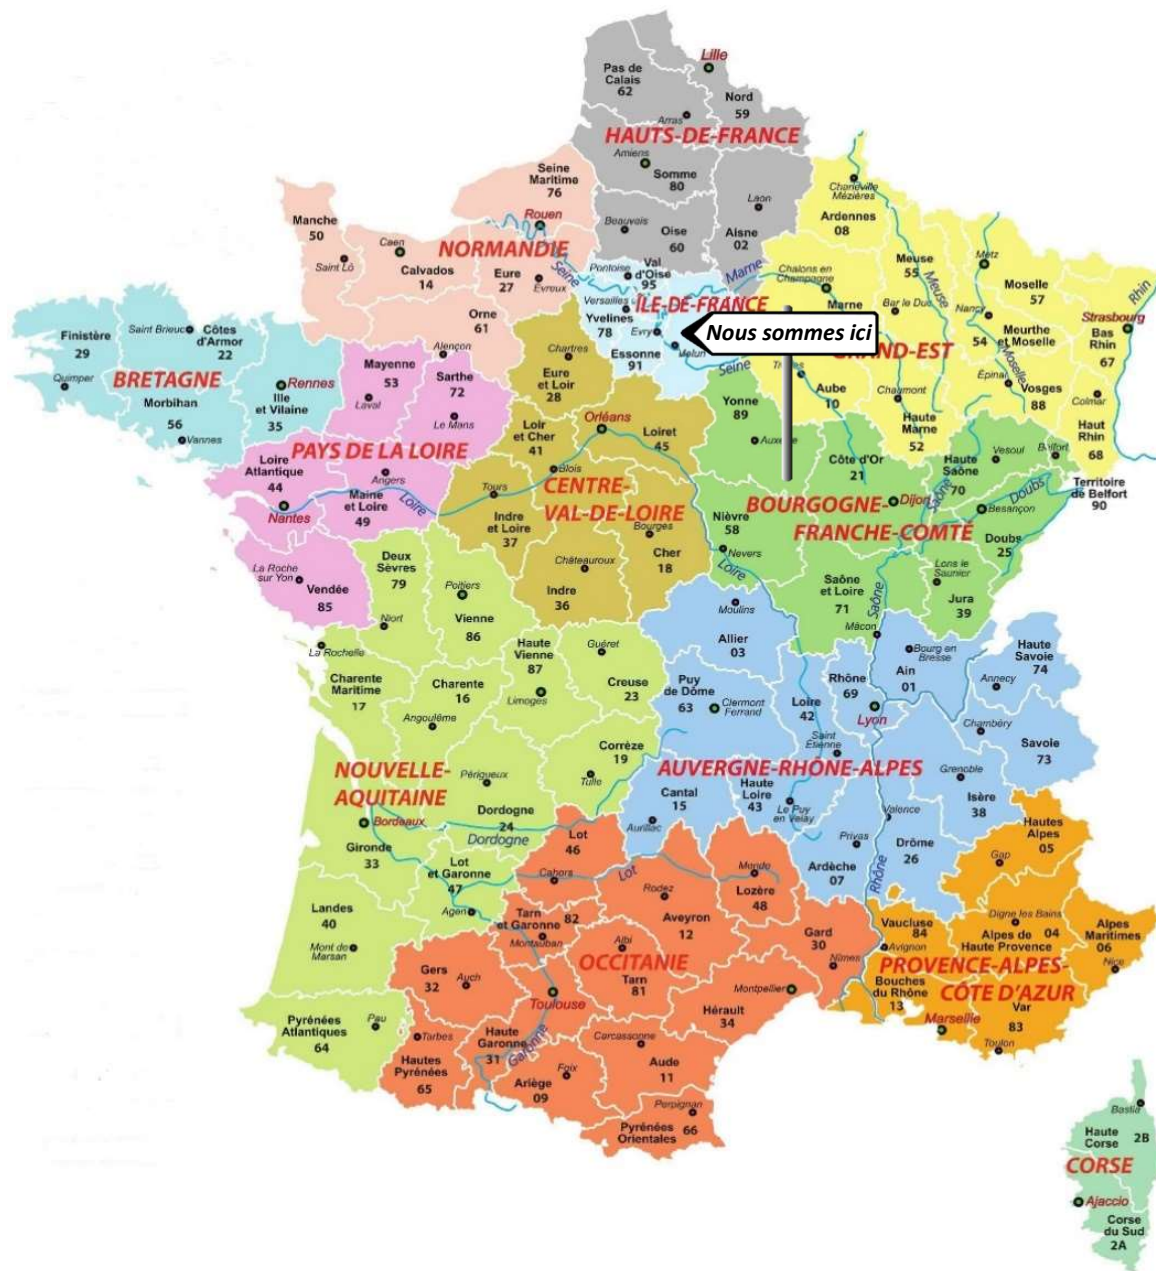 Lille
Pas de
Calais
62
Nord
59
Arras
HAUTS-DE-FRANCE
Amiens
Somme
80
Seine
Maritime
76
Laon
Charleville
Mézières
Ardennes
08
Manche
50
Rouen
Beauvais
Oise
60
Aisne
02
NORMANDIE
Caen
Saint Lô
Calvados
14
Eure
27
Evreux
Seine
Pontoise
Val
d'Oise
95
Marne
Chalons en
Champagne
Meuse
55
Meuse
Metz
Moselle
57
Rhin
Versailles
ÎLE-DE-FRANCE
Marne
Bar le Duc
Nancy
Strasbourg
Orne
61
Yvelines
78
Evry
Nous sommes ici
Meurthe
et Moselle
54
Bas
Rhin
67
Finistère
29
Saint Brieuc
Côtes
d'Armor
22
Alençon
Chartres
Essonne
91
Melun
Seine
GRAND-EST
Moselle
Quimper
BRETAGNE
Rennes
Mayenne
53
Sarthe
72
Eure
et Loir
28
Aube
10
Chaumont
Épinal
Vosges
88
Colmar
Morbihan
56
Ille
et Vilaine
35
Laval
Le Mans
Yonne
89
Haute
Marne
52
Haut
Rhin
68
Vannes
Loir
et Cher
41
Orléans
Loiret
45
Vesoul
Belfort
PAYS DE LA LOIRE
Loire
Atlantique
44
Angers
Blois
Côte d'Or
21
Haute
Saône
70
Saône
Doubs
Territoire
de Belfort
90
Nantes
Maine
et Loire
49
Loire
Tours
CENTRE-
VAL-DE-LOIRE
BOURGOGNE-
FRANCHE-COMTÉ
Dijon
Besançon
Indre
et Loire
37
Bourges
Nièvre
58
Doubs
25
Deux
Sèvres
79
Châteauroux
Cher
18
Nevers
Loire
La Roche
sur Yon
Vendée
85
Poitiers
Indre
36
Saône
et Loire
71
Saône
Lons le
Saunier
Jura
39
Niort
Vienne
86
Moulins
Mâcon
La Rochelle
Haute
Vienne
87
Guéret
Allier
03
Bourg en
Bresse
Haute
Savoie
74
Charente
Maritime
17
Charente
16
Limoges
Creuse
23
Puy
de Dôme
63
Clermont
Ferrand
Loire
42
Rhône
69
Ain
01
Annecy
Angoulême
Lyon
Chambéry
Corrèze
19
Saint
Étienne
Savoie
73
NOUVELLE-
AQUITAINE
Périgueux
Tulle
AUVERGNE-RHÔNE-ALPES
Grenoble
Dordogne
24
Cantal
15
Haute
Loire
43
Le Puy
en Velay
Isère
38
Bordeaux
Dordogne
Aurillac
Valence
Hautes
Alpes
05
Gironde
33
Lot
46
Privas
Drôme
26
Gap
Lot
et Garonne
47
Cahors
Lot
Mende
Ardèche
07
Rhône
Landes
40
Agen
Rodez
Lozère
48
Tarn
et Garonne
82
Aveyron
12
Gard
30
Vaucluse
84
Digne les Bains
Alpes de
Haute Provence
04
Alpes
Maritimes
06
Mont de
Marsan
Montauban
Albi
Avignon
Gers
32
Auch
OCCITANIE
Nîmes
PROVENCE-ALPES-
CÔTE D'AZUR
Nice
Toulouse
Tarn
81
Montpellier
Bouches
du Rhône
13
Pyrénées
Atlantiques
64
Pau
Hérault
34
Marseille
Var
83
Tarbes
Haute
Garonne
31
Garonne
Carcassonne
Toulon
Hautes
Pyrénées
65
Ariège
09
Foix
Aude
11
Perpignan
Pyrénées
Orientales
66
Bastia
Haute
Corse
2B
CORSE
Ajaccio
Corse
du Sud
2A